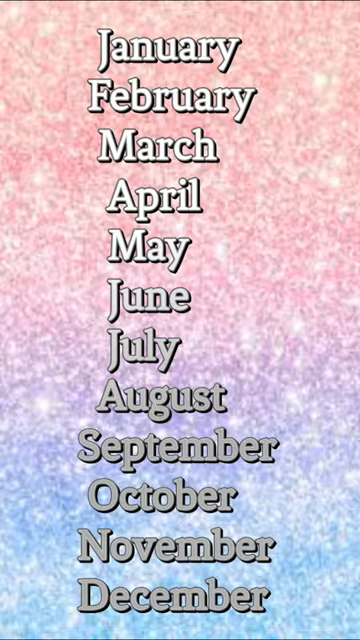 January
February
March
April
May
June
July
August
September
October
November
December